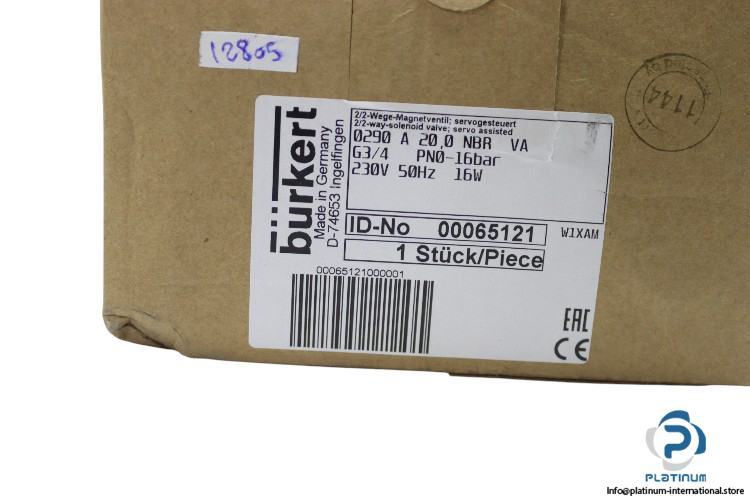 12805
1144
bürkert
Made in Germany
D-74653 Ingelfingen
2/2-Wege-Magnetventil; servogesteuert
2/2-way-solenoid valve; servo assisted
0290 A 20,0 NBR VA
G3/4 PN0-16bar
230V 50Hz 16W
ID-No 00065121
W1XAM
1 Stück/Piece
00065121000001
EAC
CE
PLATINUM
Info@platinum-international.store